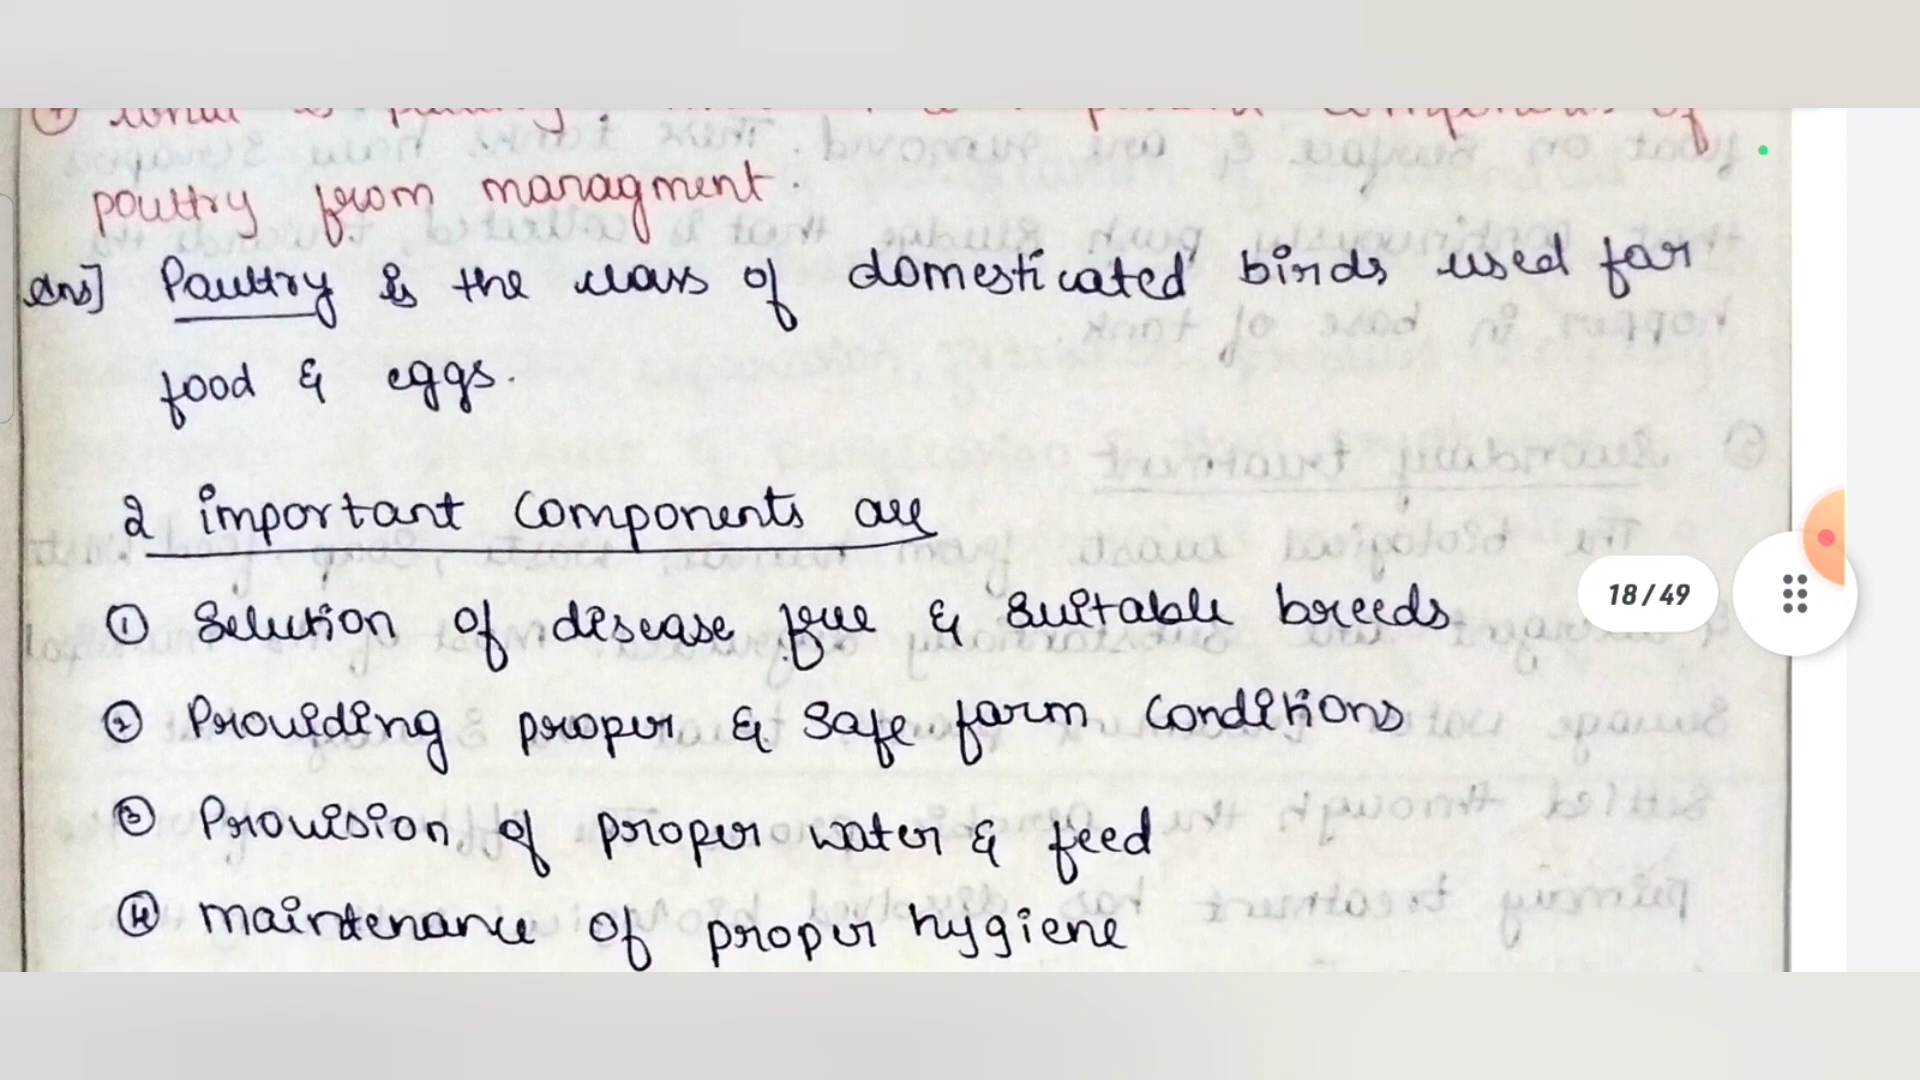 poultry from managment.
Ans] Poultry is the class of domesticated birds used for
food & eggs.
2 important components are
① Selection of disease free & suitable breeds
② Providing proper & safe farm conditions
18/49
③ Provision of proper water & feed
④ maintenance of proper hygiene